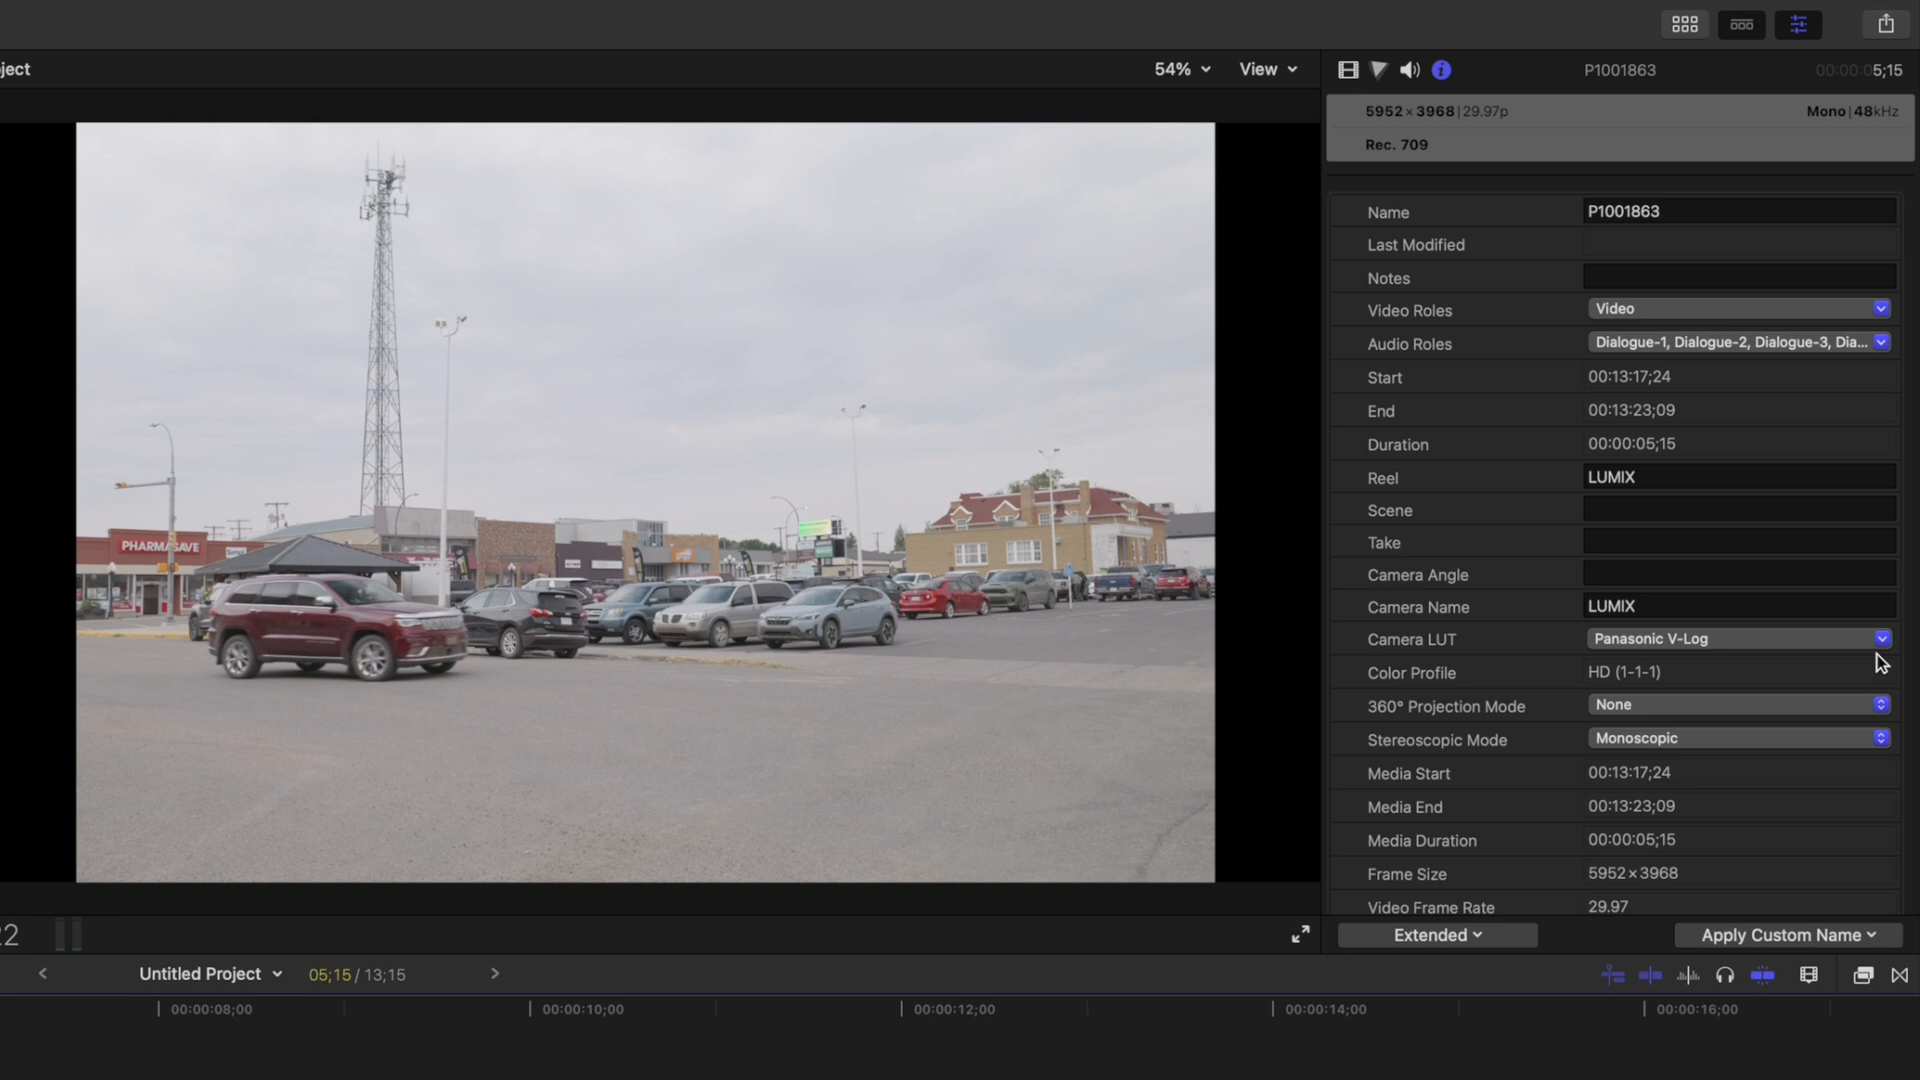 ject
54%
View
P1001863
00:00:05;15
5952×3968|29.97p
Mono|48kHz
Rec. 709
Name
P1001863
Last Modified
Notes
Video Roles
Video
Audio Roles
Dialogue-1, Dialogue-2, Dialogue-3, Dia...
Start
00:13:17;24
End
00:13:23;09
Duration
00:00:05;15
Reel
LUMIX
Scene
Take
Camera Angle
Camera Name
LUMIX
Camera LUT
Panasonic V-Log
Color Profile
HD (1-1-1)
360° Projection Mode
None
Stereoscopic Mode
Monoscopic
Media Start
00:13:17;24
Media End
00:13:23;09
Media Duration
00:00:05;15
Frame Size
5952×3968
Video Frame Rate
29.97
PHARMASAVE
22
Extended
Apply Custom Name
Untitled Project
05;15 / 13;15
00:00:08;00
00:00:10;00
00:00:12;00
00:00:14;00
00:00:16;00